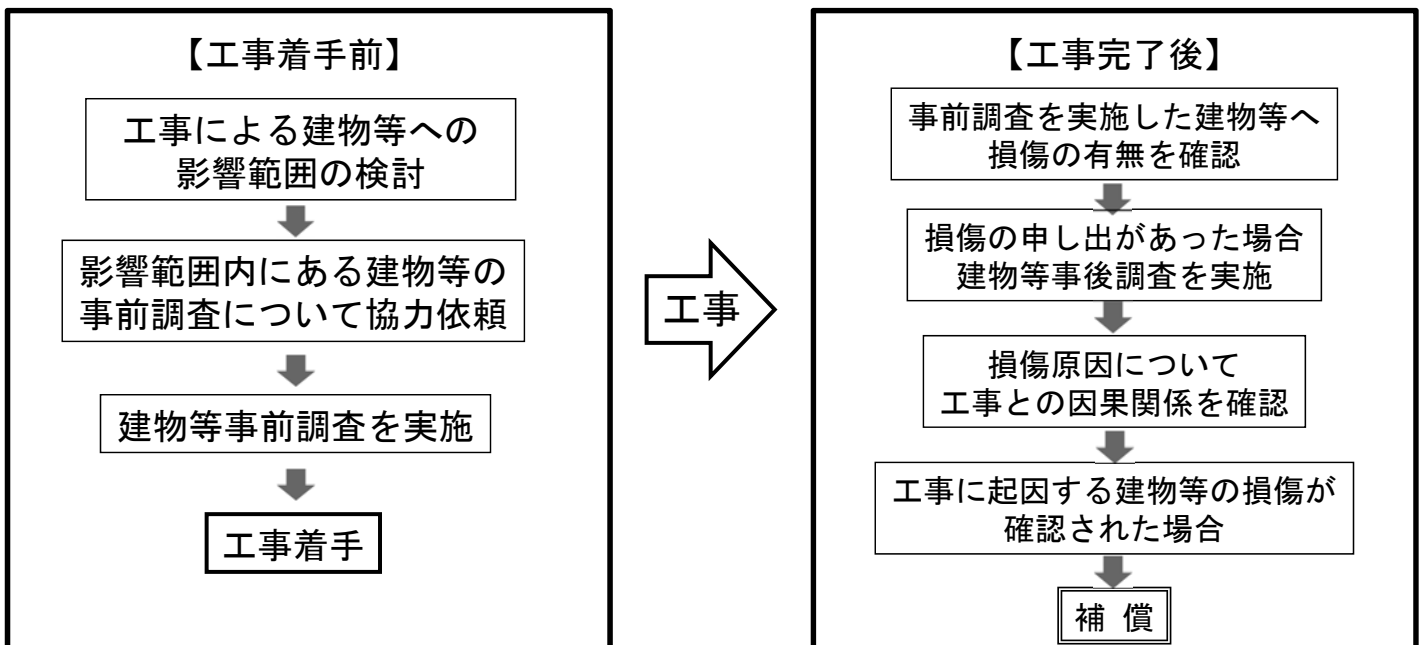 【工事着手前】
工事による建物等への
影響範囲の検討
影響範囲内にある建物等の
事前調査について協力依頼
建物等事前調査を実施
工事着手
工事
【工事完了後】
事前調査を実施した建物等へ
損傷の有無を確認
損傷の申し出があった場合
建物等事後調査を実施
損傷原因について
工事との因果関係を確認
工事に起因する建物等の損傷が
確認された場合
補 償